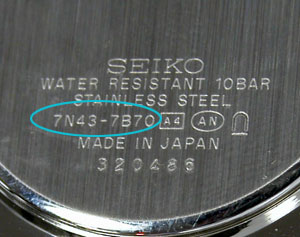 SEIKO
WATER RESISTANT 10BAR
STAINLESS STEEL
7N43-7B70 A4 AN
MADE IN JAPAN
320486